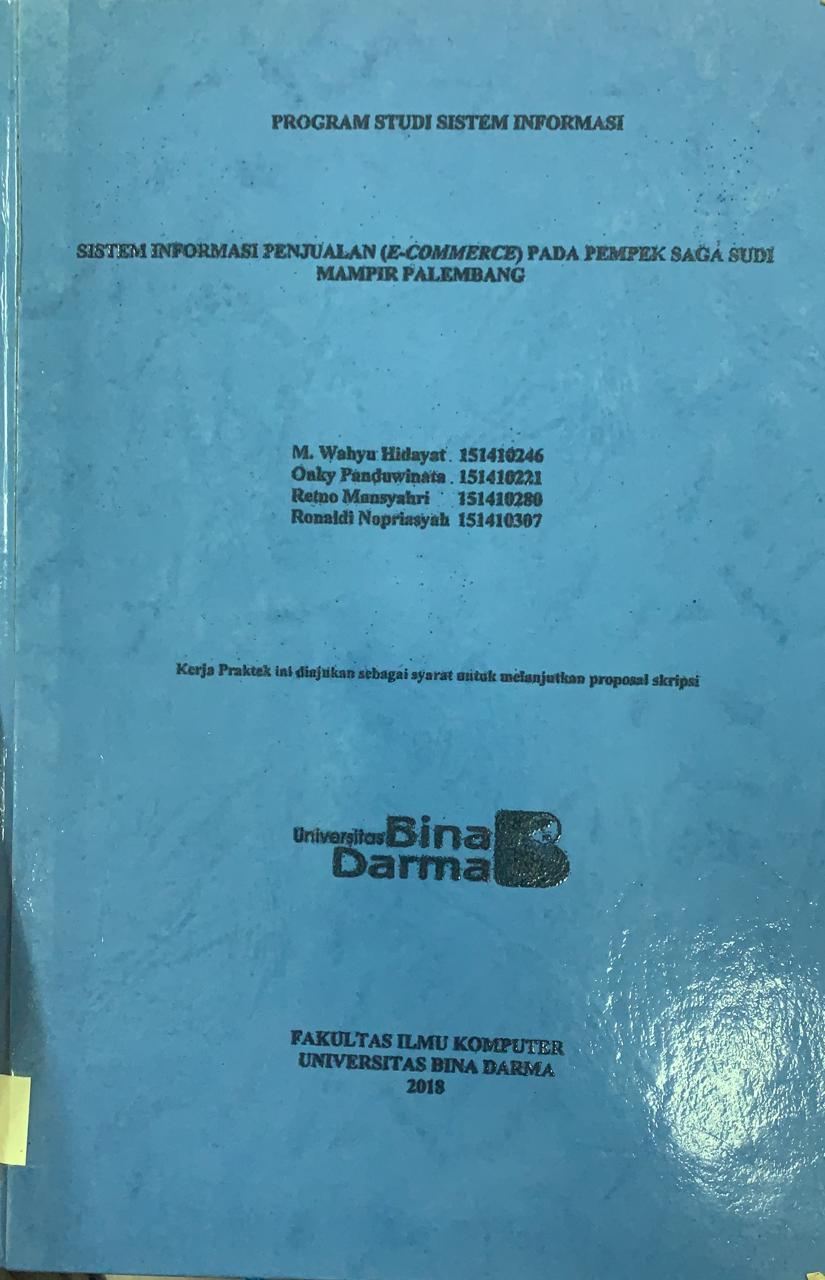 PROGRAM STUDI SISTEM INFORMASI
SISTEM INFORMASI PENJUALAN (E-COMMERCE) PADA PEMPEK SAGA SUDI
MAMPIR PALEMBANG
M. Wahyu Hidayat 151410246
Onky Panduwinata 151410221
Retno Mansyahri 151410280
Ronaldi Nopriasyah 151410307
Kerja Praktek ini diajukan sebagai syarat untuk melanjutkan proposal skripsi
Universitas Bina
Darma
FAKULTAS ILMU KOMPUTER
UNIVERSITAS BINA DARMA
2018